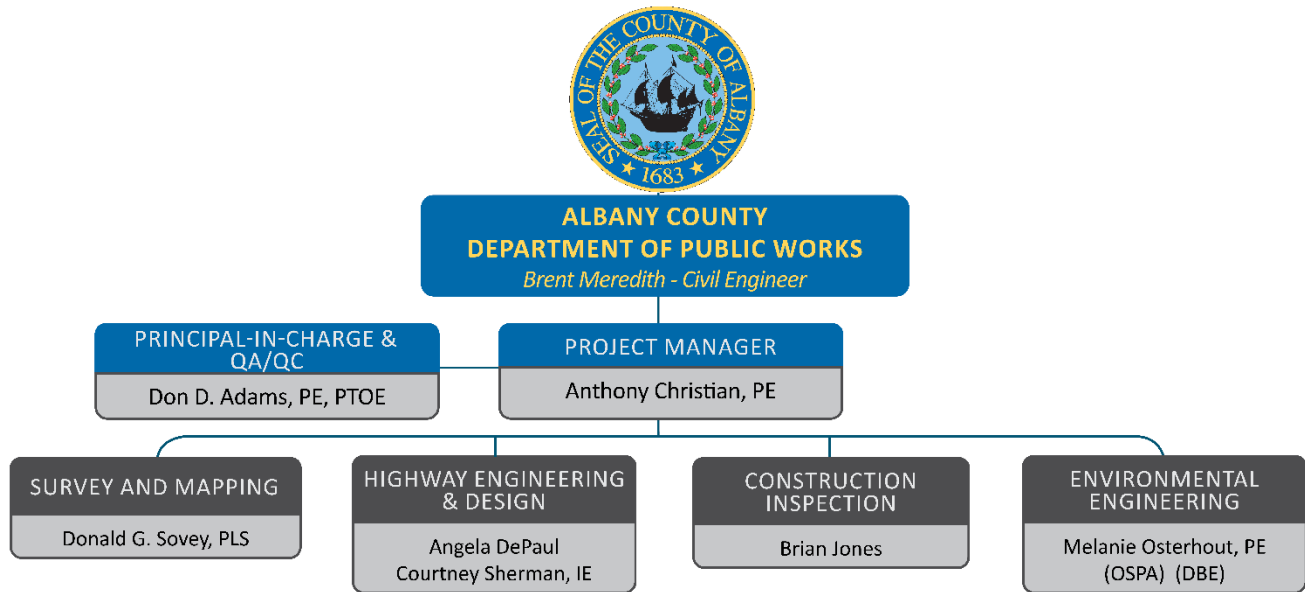 SEAL OF THE COUNTY OF ALBANY
★ 1683 ★
ALBANY COUNTY
DEPARTMENT OF PUBLIC WORKS
Brent Meredith - Civil Engineer
PRINCIPAL-IN-CHARGE &
QA/QC
Don D. Adams, PE, PTOE
PROJECT MANAGER
Anthony Christian, PE
SURVEY AND MAPPING
Donald G. Sovey, PLS
HIGHWAY ENGINEERING
& DESIGN
Angela DePaul
Courtney Sherman, IE
CONSTRUCTION
INSPECTION
Brian Jones
ENVIRONMENTAL
ENGINEERING
Melanie Osterhout, PE
(OSPA) (DBE)